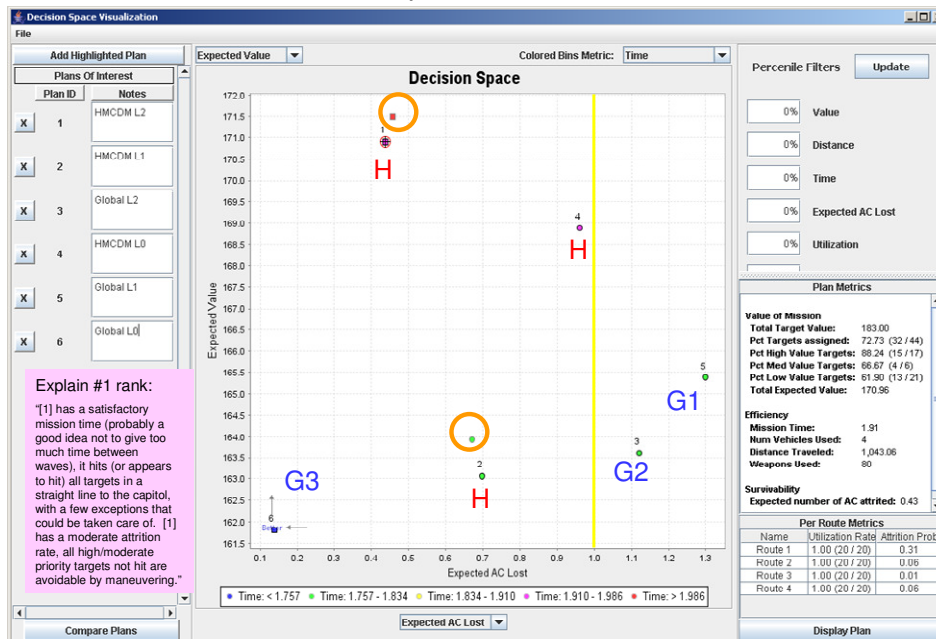 Decision Space Visualization
File
Add Highlighted Plan
Plans Of Interest
Plan ID
Notes
X
1
HMCDM L2
X
2
HMCDM L1
X
3
Global L2
X
4
HMCDM L0
X
5
Global L1
X
6
Global L0
Explain #1 rank:
"[1] has a satisfactory
mission time (probably a
good idea not to give too
much time between
waves), it hits (or appears
to hit) all targets in a
straight line to the capitol,
with a few exceptions that
could be taken care of. [1]
has a moderate attrition
rate, all high/moderate
priority targets not hit are
avoidable by maneuvering."
Compare Plans
Expected Value
Colored Bins Metric:
Time
Decision Space
Expected Value
172.0
171.5
171.0
170.5
170.0
169.5
169.0
168.5
168.0
167.5
167.0
166.5
166.0
165.5
165.0
164.5
164.0
163.5
163.0
162.5
162.0
161.5
1
H
4
H
5
G1
3
G2
2
H
G3
6
Better
0.1 0.2 0.3 0.4 0.5 0.6 0.7 0.8 0.9 1.0 1.1 1.2 1.3
Expected AC Lost
Time: < 1.757
Time: 1.757 - 1.834
Time: 1.834 - 1.910
Time: 1.910 - 1.986
Time: > 1.986
Expected AC Lost
Percenile Filters
Update
0% Value
0% Distance
0% Time
0% Expected AC Lost
0% Utilization
Plan Metrics
Value of Mission
Total Target Value: 183.00
Pct Targets assigned: 72.73 (32 / 44)
Pct High Value Targets: 88.24 (15 / 17)
Pct Med Value Targets: 66.67 (4 / 6)
Pct Low Value Targets: 61.90 (13 / 21)
Total Expected Value: 170.96
Efficiency
Mission Time: 1.91
Num Vehicles Used: 4
Distance Traveled: 1,043.06
Weapons Used: 80
Survivability
Expected number of AC attrited: 0.43
Per Route Metrics
Name Utilization Rate Attrition Prob
Route 1 1.00 (20 / 20) 0.31
Route 2 1.00 (20 / 20) 0.06
Route 3 1.00 (20 / 20) 0.01
Route 4 1.00 (20 / 20) 0.06
Display Plan